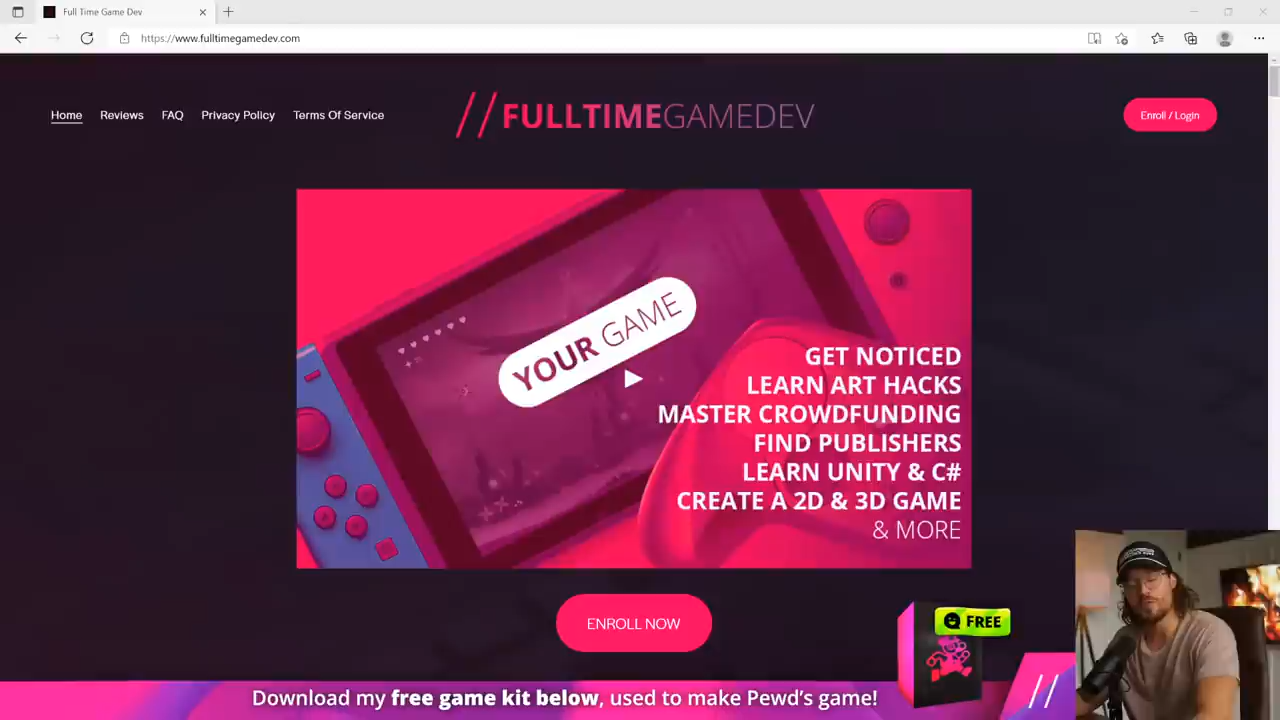 Full Time Game Dev
https://www.fulltimegamedev.com
Home Reviews FAQ Privacy Policy Terms Of Service
//FULLTIMEGAMEDEV
Enroll / Login
YOUR GAME
GET NOTICED
LEARN ART HACKS
MASTER CROWDFUNDING
FIND PUBLISHERS
LEARN UNITY & C#
CREATE A 2D & 3D GAME
& MORE
ENROLL NOW
FREE
Download my free game kit below, used to make Pewd's game!
//